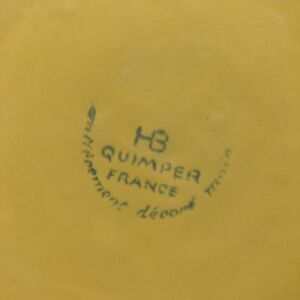 HB
QUIMPER
FRANCE
entièrement décoré main